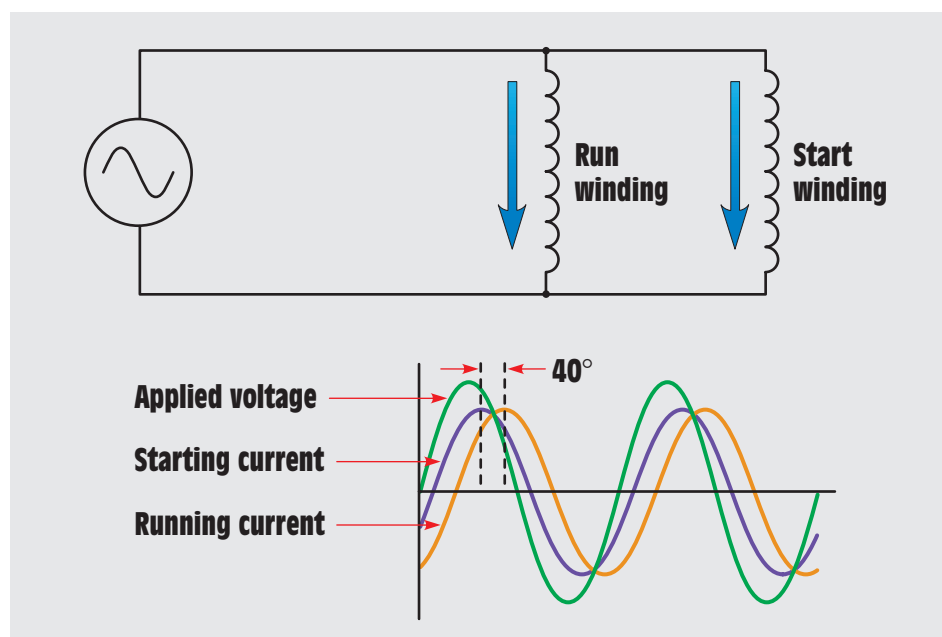 Run
winding
Start
winding
40°
Applied voltage
Starting current
Running current